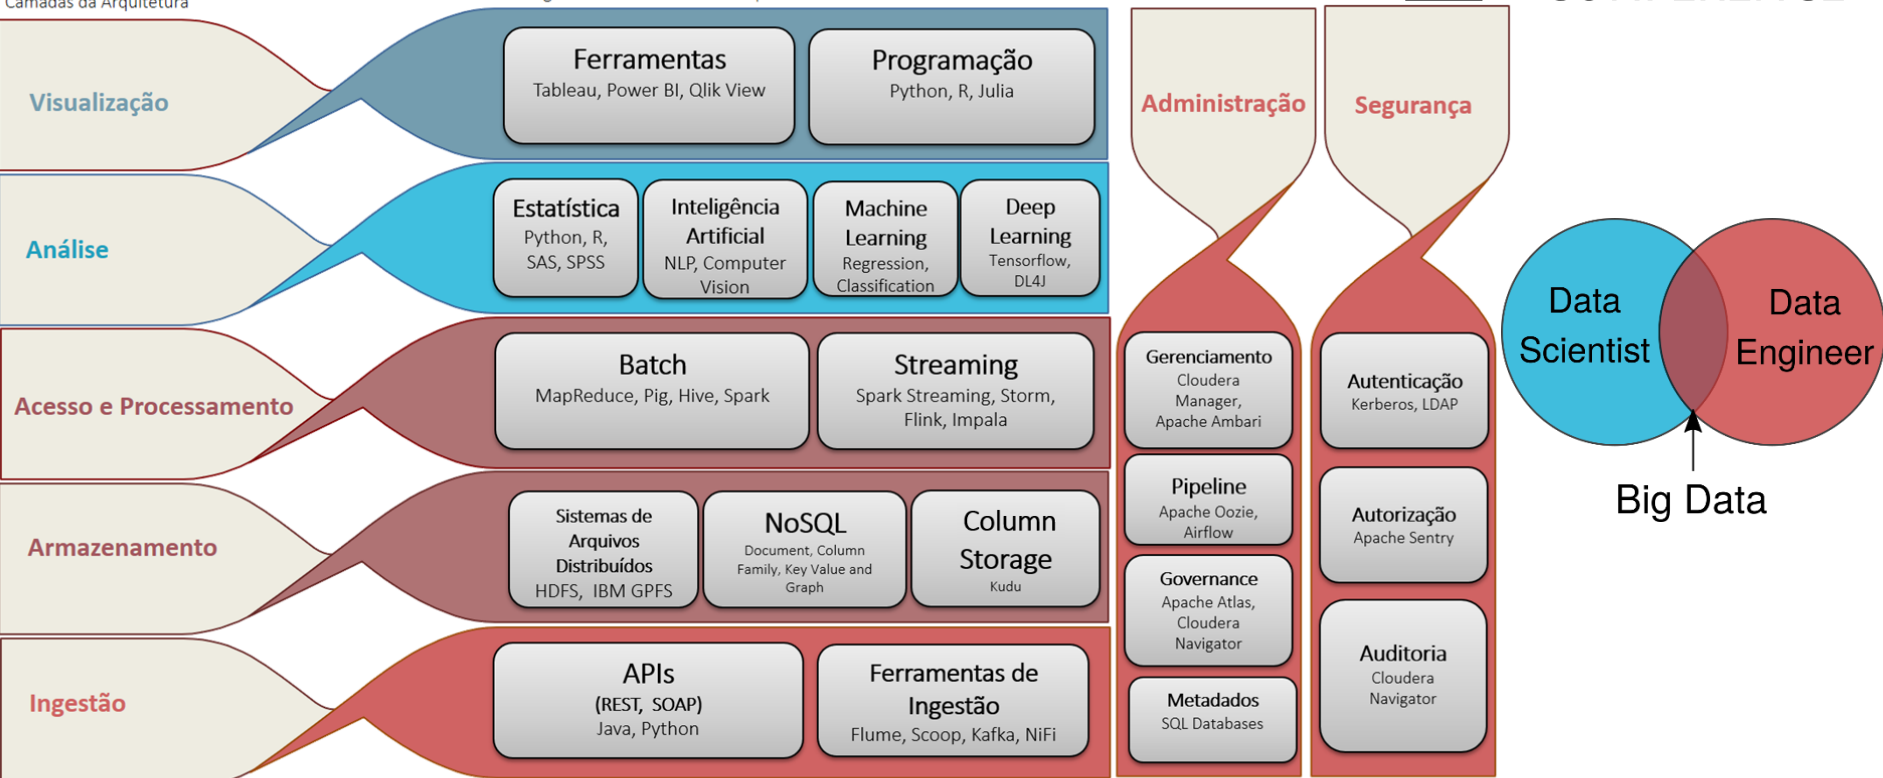 Camadas da Arquitetura
Visualização
Ferramentas
Tableau, Power BI, Qlik View
Programação
Python, R, Julia
Análise
Estatística
Python, R,
SAS, SPSS
Inteligência
Artificial
NLP, Computer
Vision
Machine
Learning
Regression,
Classification
Deep
Learning
Tensorflow,
DL4J
Acesso e Processamento
Batch
MapReduce, Pig, Hive, Spark
Streaming
Spark Streaming, Storm,
Flink, Impala
Armazenamento
Sistemas de
Arquivos
Distribuídos
HDFS, IBM GPFS
NoSQL
Document, Column
Family, Key Value and
Graph
Column
Storage
Kudu
Ingestão
APIs
(REST, SOAP)
Java, Python
Ferramentas de
Ingestão
Flume, Scoop, Kafka, NiFi
Administração
Gerenciamento
Cloudera
Manager,
Apache Ambari
Pipeline
Apache Oozie,
Airflow
Governance
Apache Atlas,
Cloudera
Navigator
Metadados
SQL Databases
Segurança
Autenticação
Kerberos, LDAP
Autorização
Apache Sentry
Auditoria
Cloudera
Navigator
Data
Scientist
Data
Engineer
Big Data